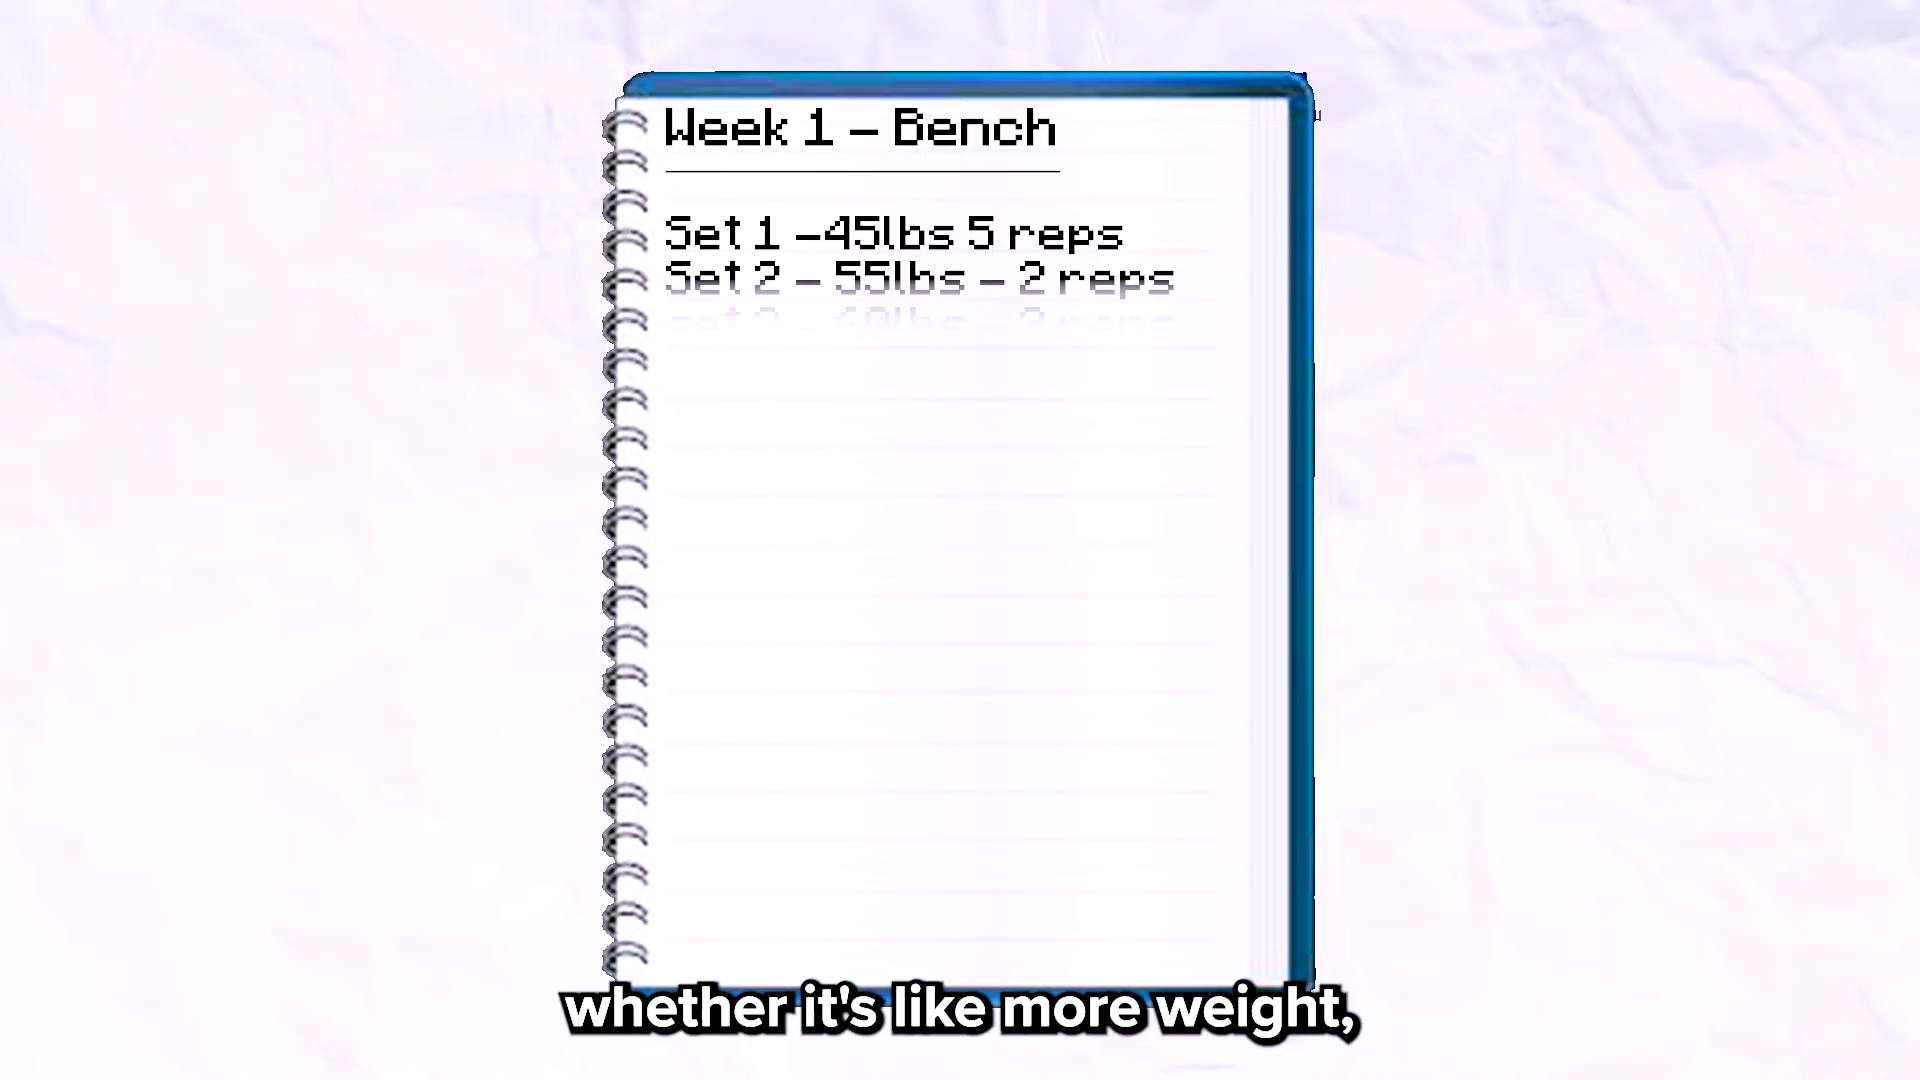 Week 1 – Bench
Set 1 –45lbs 5 reps
Set 2 – 55lbs – 2 reps
whether it's like more weight,